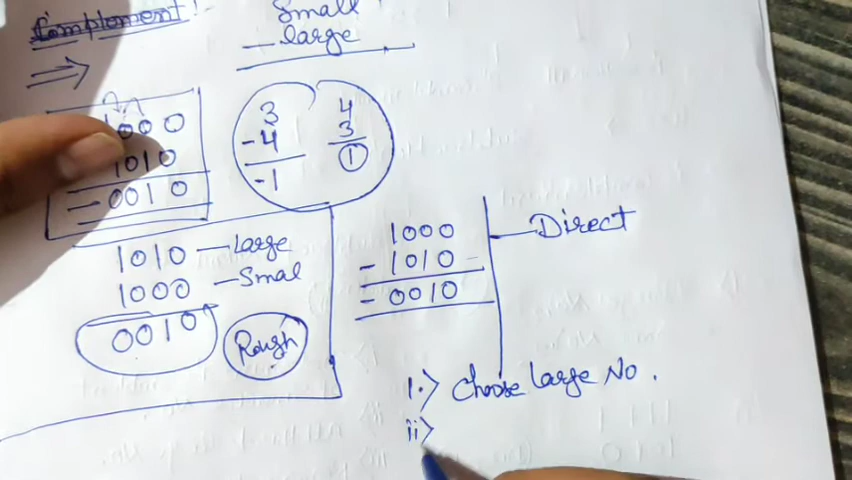 Complement! -
Small
— large
⇒
1000
1010
— 0010
3
- 4
-1
4
3
1
1010 — Large
1000 — Smal
0010
Rough
1000
- 1010
- 0010
Direct
i.> Choose large No.
ii>